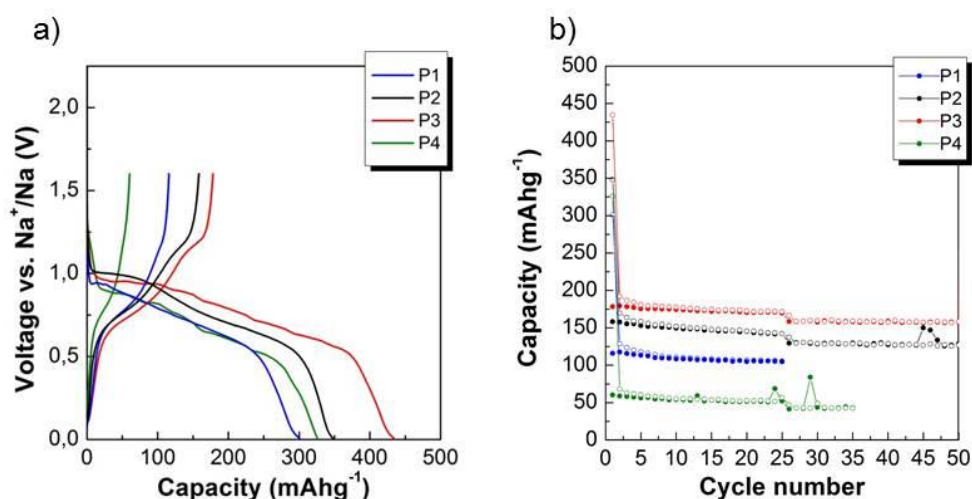 a)
P1
P2
P3
P4
2,0
1,5
1,0
0,5
0,0
Voltage vs. Na⁺/Na (V)
0 100 200 300 400 500
Capacity (mAhg⁻¹)
b)
P1
P2
P3
P4
500
450
400
350
300
250
200
150
100
50
0
Capacity (mAhg⁻¹)
0 5 10 15 20 25 30 35 40 45 50
Cycle number